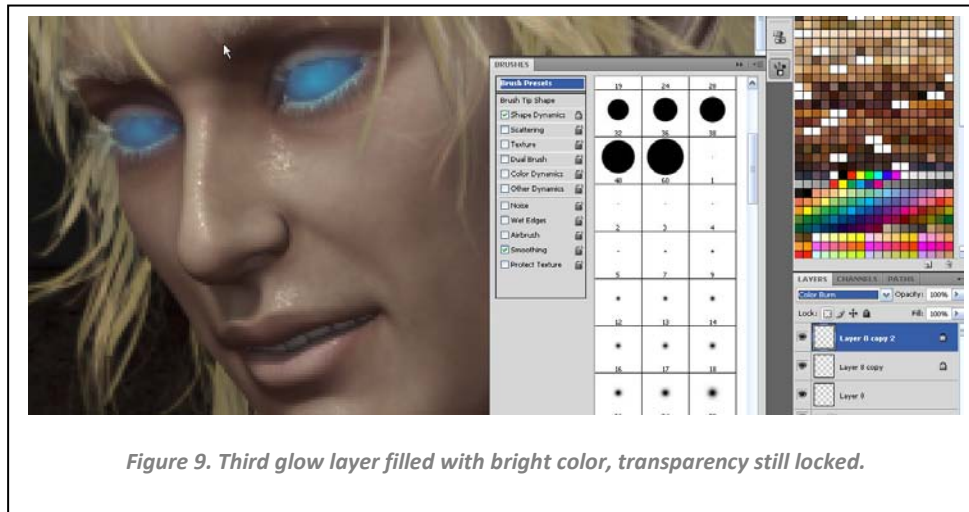 BRUSHES
Brush Presets
Brush Tip Shape
Shape Dynamics
Scattering
Texture
Dual Brush
Color Dynamics
Other Dynamics
Noise
Wet Edges
Airbrush
Smoothing
Protect Texture
19 24 28
32 36 38
48 60 1
2 3 4
5 7 9
12 13 14
16 17 18
LAYERS CHANNELS PATHS
Color Burn Opacity: 100%
Lock: Fill: 100%
Layer 8 copy 2
Layer 8 copy
Layer 8
Figure 9. Third glow layer filled with bright color, transparency still locked.